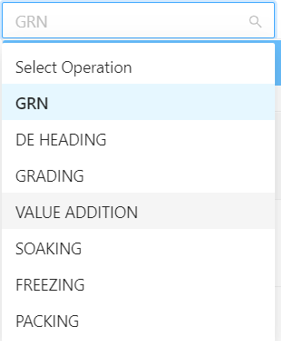 GRN
Select Operation
GRN
DE HEADING
GRADING
VALUE ADDITION
SOAKING
FREEZING
PACKING